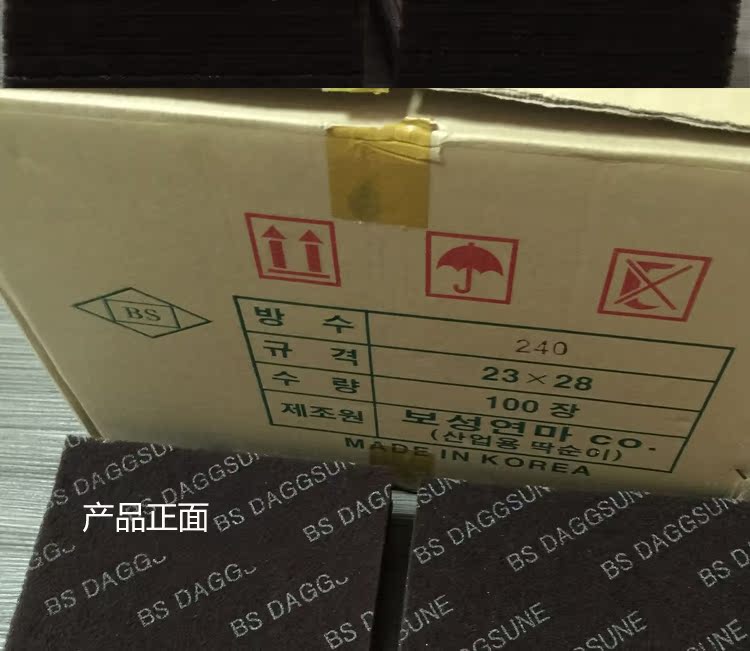 BS
방 수 240
규 격 23×28
수 량 100 장
제조원 보성연마 co.
(산업용 딱순이)
MADE IN KOREA
产品正面
BS DAGGSUNE
BS DAGGSUNE
BS DAGGSUNE